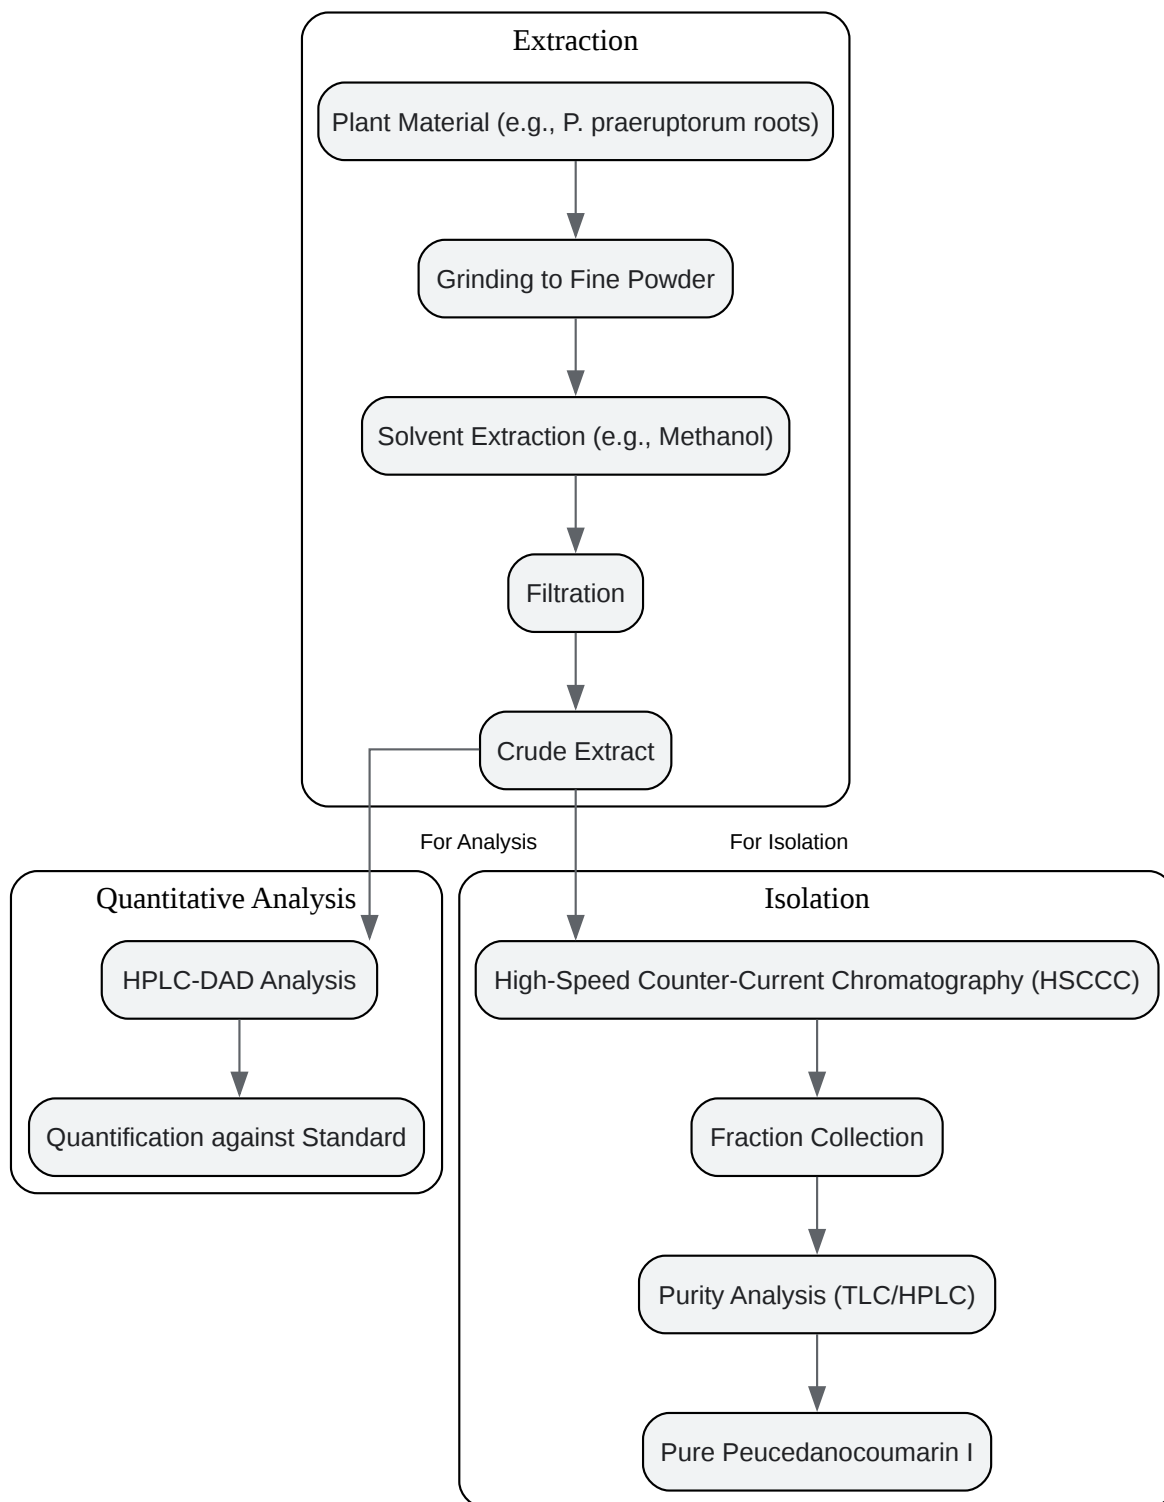 Extraction
Plant Material (e.g., P. praeruptorum roots)
Grinding to Fine Powder
Solvent Extraction (e.g., Methanol)
Filtration
Crude Extract
For Analysis
For Isolation
Quantitative Analysis
HPLC-DAD Analysis
Quantification against Standard
Isolation
High-Speed Counter-Current Chromatography (HSCCC)
Fraction Collection
Purity Analysis (TLC/HPLC)
Pure Peucedanocoumarin I